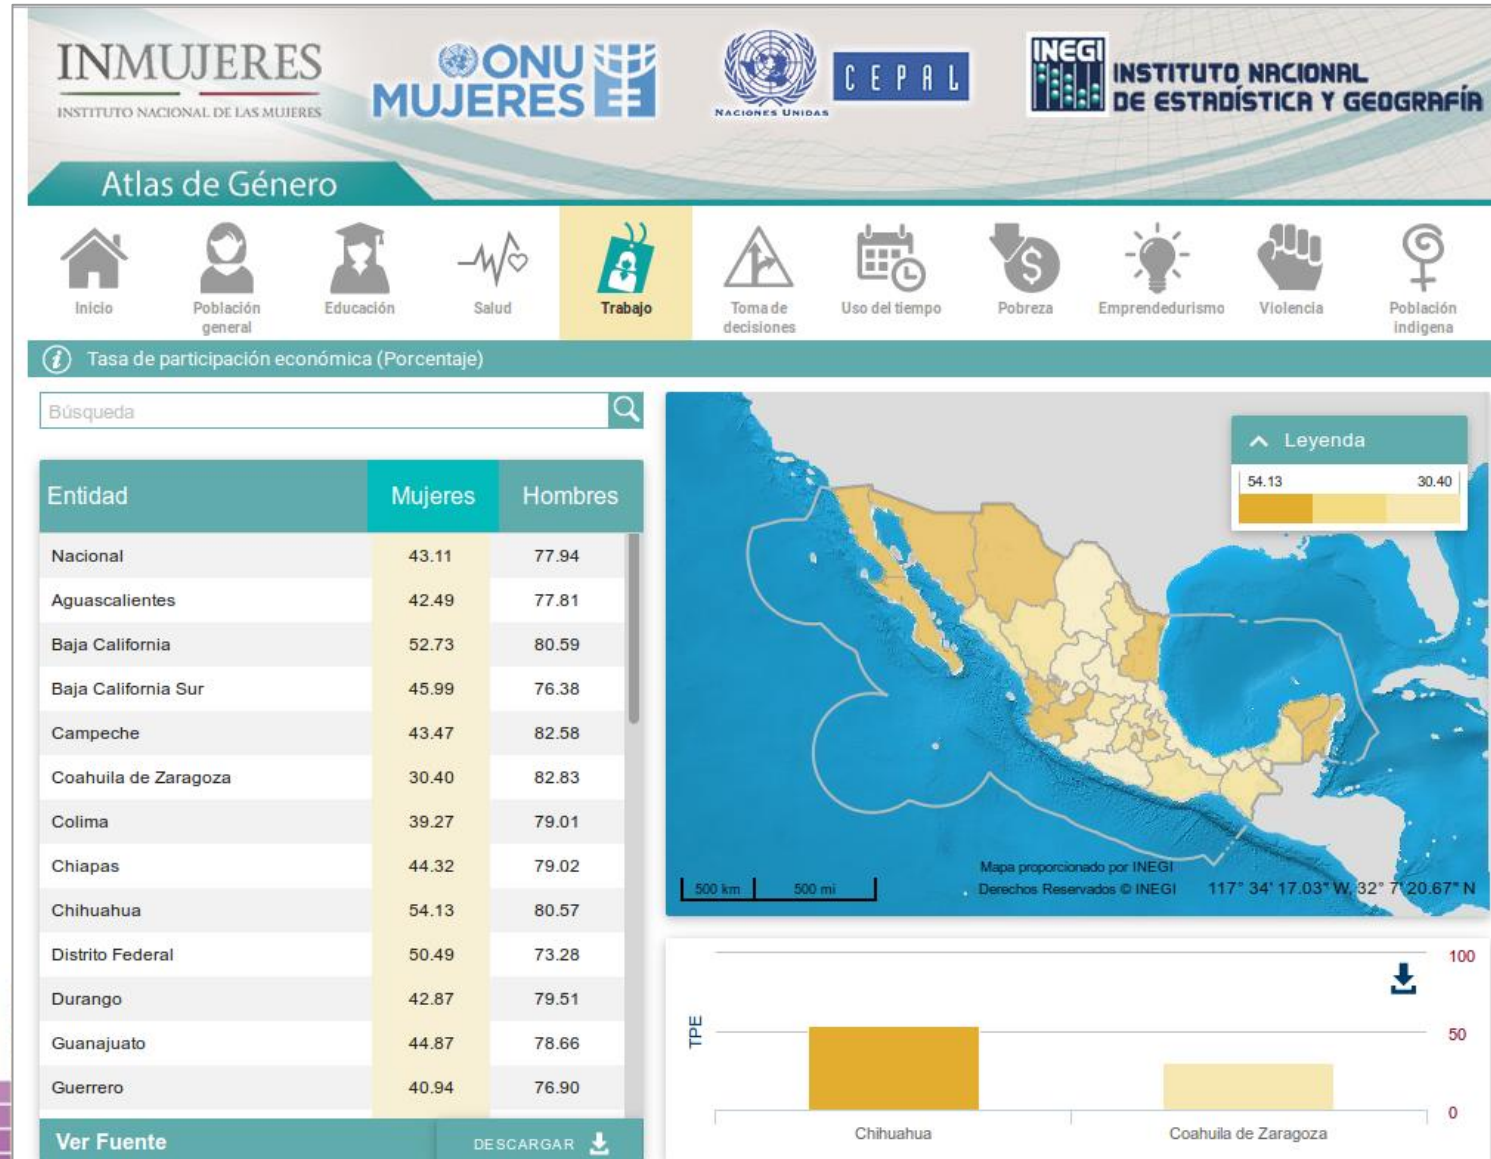 INMUJERES
INSTITUTO NACIONAL DE LAS MUJERES
ONU
MUJERES
NACIONES UNIDAS
CEPAL
INEGI
INSTITUTO NACIONAL
DE ESTADÍSTICA Y GEOGRAFÍA
Atlas de Género
Inicio
Población
general
Educación
Salud
Trabajo
Toma de
decisiones
Uso del tiempo
Pobreza
Emprendedurismo
Violencia
Población
indigena
Tasa de participación económica (Porcentaje)
Búsqueda
Entidad Mujeres Hombres
Nacional 43.11 77.94
Aguascalientes 42.49 77.81
Baja California 52.73 80.59
Baja California Sur 45.99 76.38
Campeche 43.47 82.58
Coahuila de Zaragoza 30.40 82.83
Colima 39.27 79.01
Chiapas 44.32 79.02
Chihuahua 54.13 80.57
Distrito Federal 50.49 73.28
Durango 42.87 79.51
Guanajuato 44.87 78.66
Guerrero 40.94 76.90
Ver Fuente DESCARGAR
Leyenda
54.13 30.40
500 km 500 mi
Mapa proporcionado por INEGI
Derechos Reservados © INEGI
117° 34' 17.03" W, 32° 7' 20.67" N
100
TPE
50
0
Chihuahua Coahuila de Zaragoza